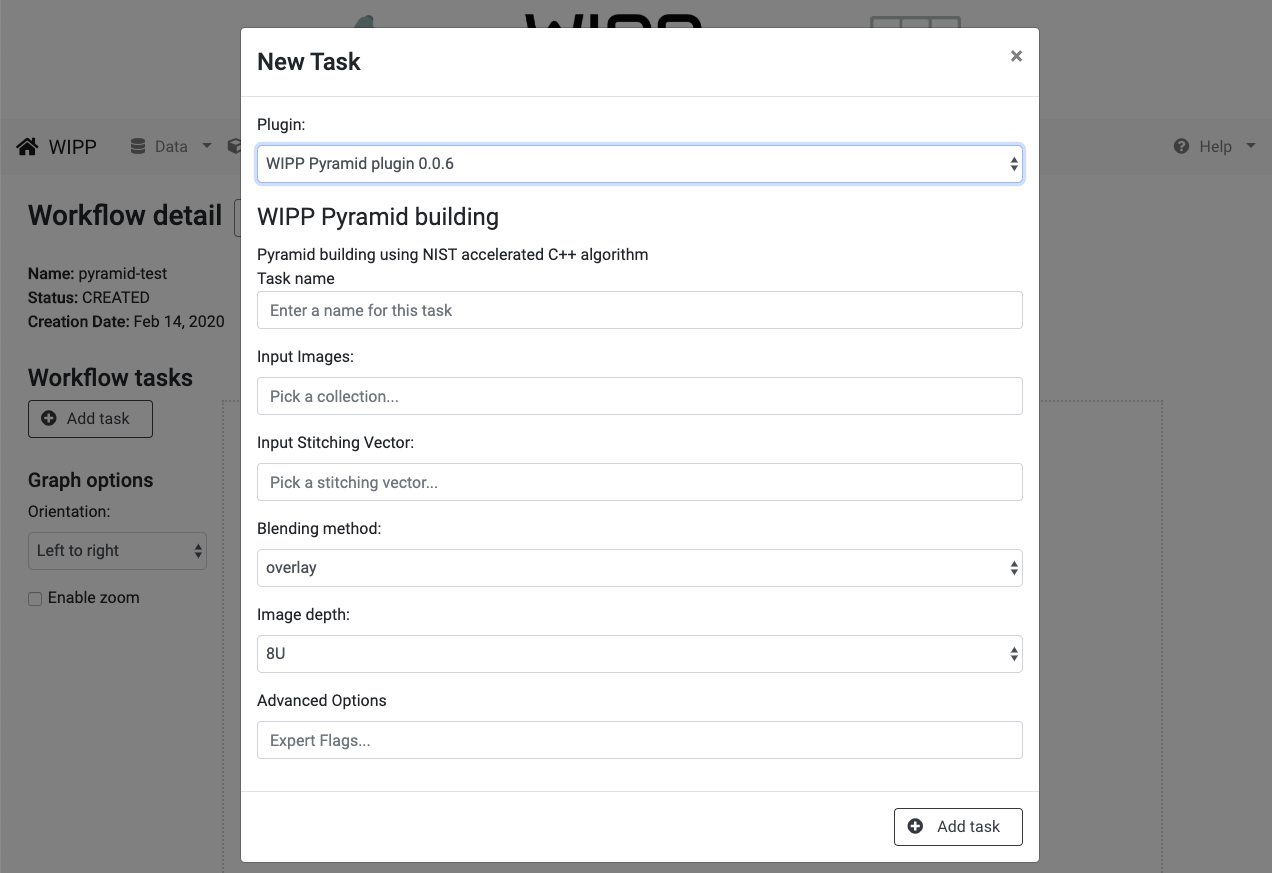 WIPP
New Task
×
WIPP
Data
Help
Workflow detail
Name: pyramid-test
Status: CREATED
Creation Date: Feb 14, 2020
Workflow tasks
Add task
Graph options
Orientation:
Left to right
Enable zoom
Plugin:
WIPP Pyramid plugin 0.0.6
WIPP Pyramid building
Pyramid building using NIST accelerated C++ algorithm
Task name
Enter a name for this task
Input Images:
Pick a collection...
Input Stitching Vector:
Pick a stitching vector...
Blending method:
overlay
Image depth:
8U
Advanced Options
Expert Flags...
Add task